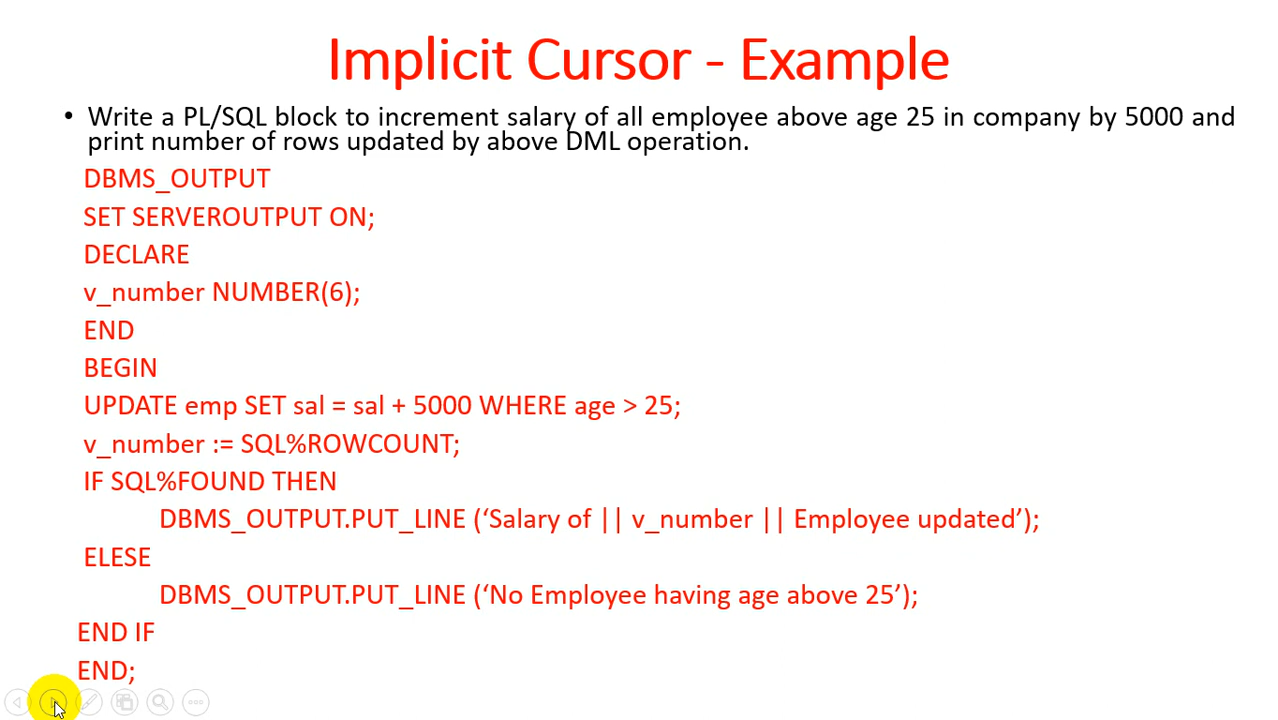 Implicit Cursor - Example
• Write a PL/SQL block to increment salary of all employee above age 25 in company by 5000 and
print number of rows updated by above DML operation.
DBMS_OUTPUT
SET SERVEROUTPUT ON;
DECLARE
v_number NUMBER(6);
END
BEGIN
UPDATE emp SET sal = sal + 5000 WHERE age > 25;
v_number := SQL%ROWCOUNT;
IF SQL%FOUND THEN
DBMS_OUTPUT.PUT_LINE (‘Salary of || v_number || Employee updated’);
ELESE
DBMS_OUTPUT.PUT_LINE (‘No Employee having age above 25’);
END IF
END;